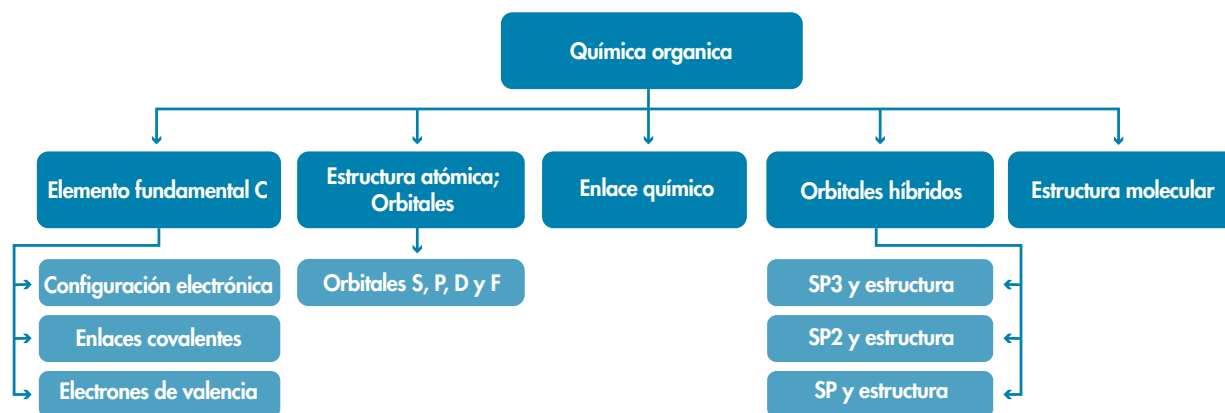 Química organica
Elemento fundamental C
Estructura atómica;
Orbitales
Enlace químico
Orbitales híbridos
Estructura molecular
Configuración electrónica
Enlaces covalentes
Electrones de valencia
Orbitales S, P, D y F
SP3 y estructura
SP2 y estructura
SP y estructura